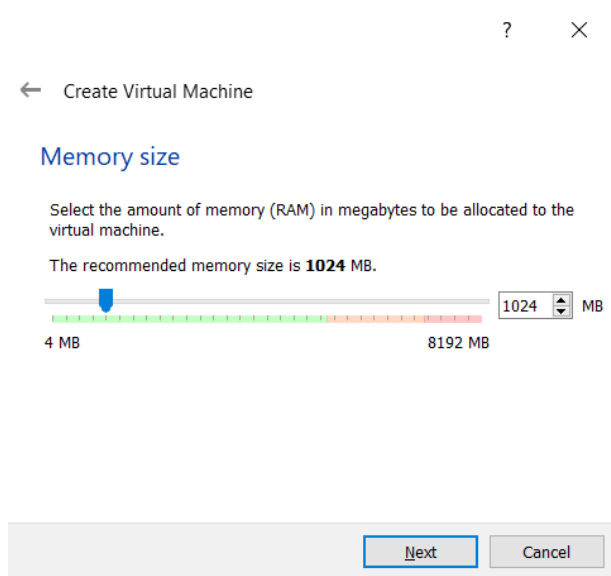 ?
Create Virtual Machine
Memory size
Select the amount of memory (RAM) in megabytes to be allocated to the
virtual machine.
The recommended memory size is 1024 MB.
1024 MB
4 MB 8192 MB
Next Cancel